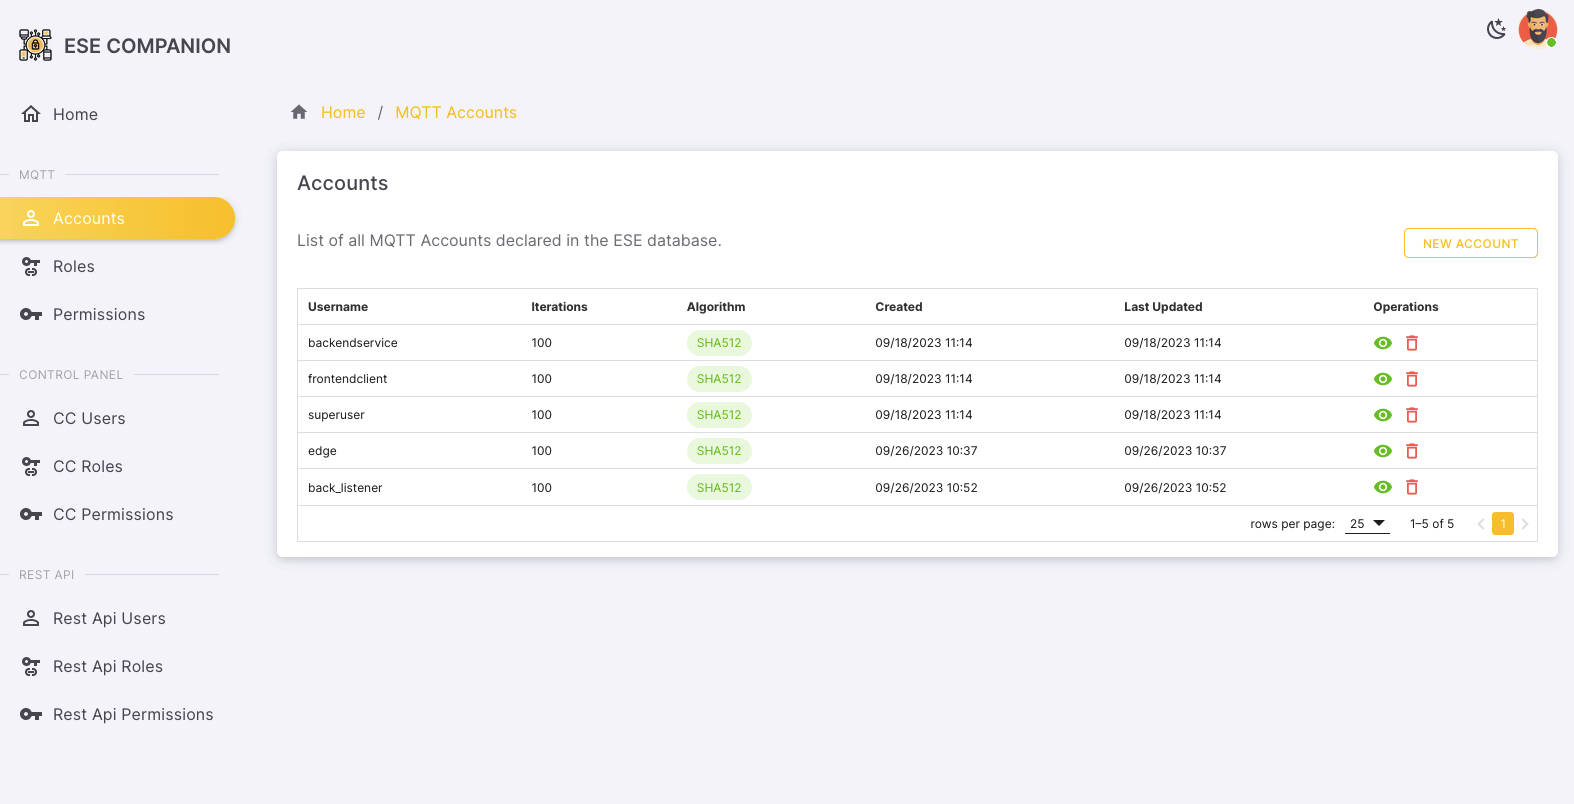 ESE COMPANION
Home
MQTT
Accounts
Roles
Permissions
CONTROL PANEL
CC Users
CC Roles
CC Permissions
REST API
Rest Api Users
Rest Api Roles
Rest Api Permissions
Home / MQTT Accounts
Accounts
List of all MQTT Accounts declared in the ESE database.
NEW ACCOUNT
Username Iterations Algorithm Created Last Updated Operations
backendservice 100 SHA512 09/18/2023 11:14 09/18/2023 11:14
frontendclient 100 SHA512 09/18/2023 11:14 09/18/2023 11:14
superuser 100 SHA512 09/18/2023 11:14 09/18/2023 11:14
edge 100 SHA512 09/26/2023 10:37 09/26/2023 10:37
back_listener 100 SHA512 09/26/2023 10:52 09/26/2023 10:52
rows per page: 25 1–5 of 5 1